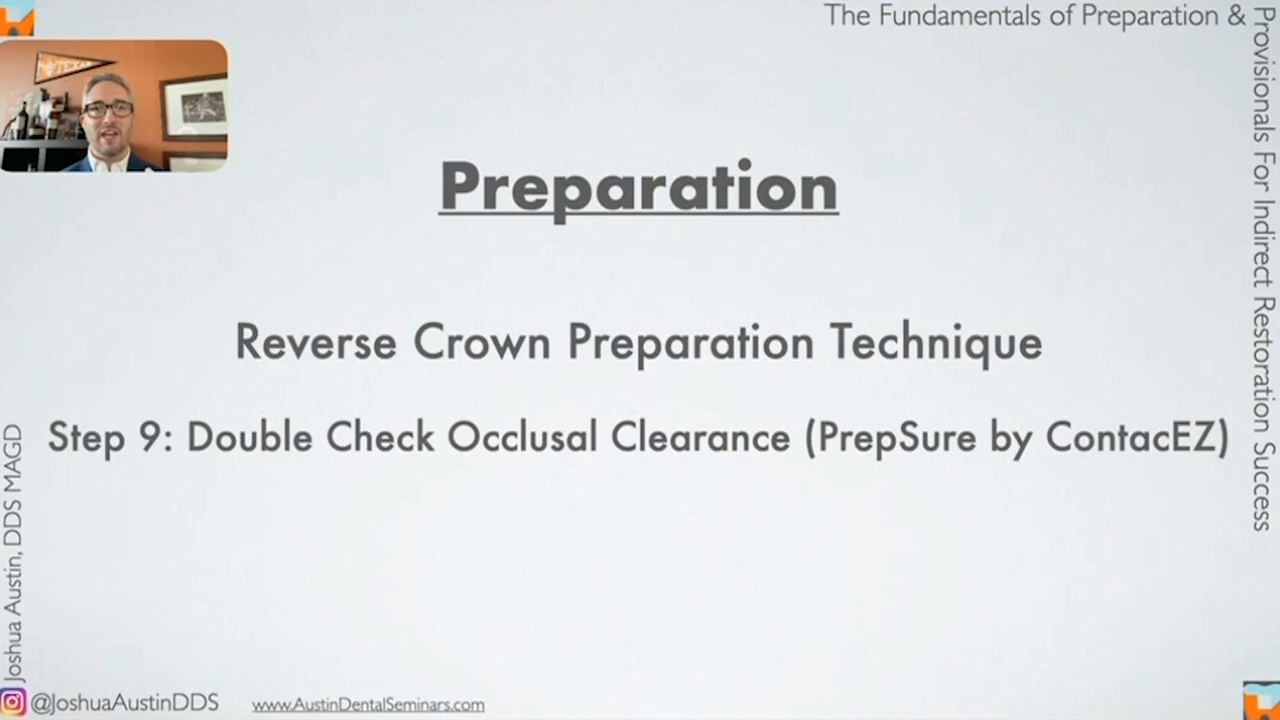 The Fundamentals of Preparation &
Provisionals For Indirect Restoration Success
TEXAS
Preparation
Reverse Crown Preparation Technique
Step 9: Double Check Occlusal Clearance (PrepSure by ContacEZ)
Joshua Austin, DDS MAGD
@JoshuaAustinDDS
www.AustinDentalSeminars.com